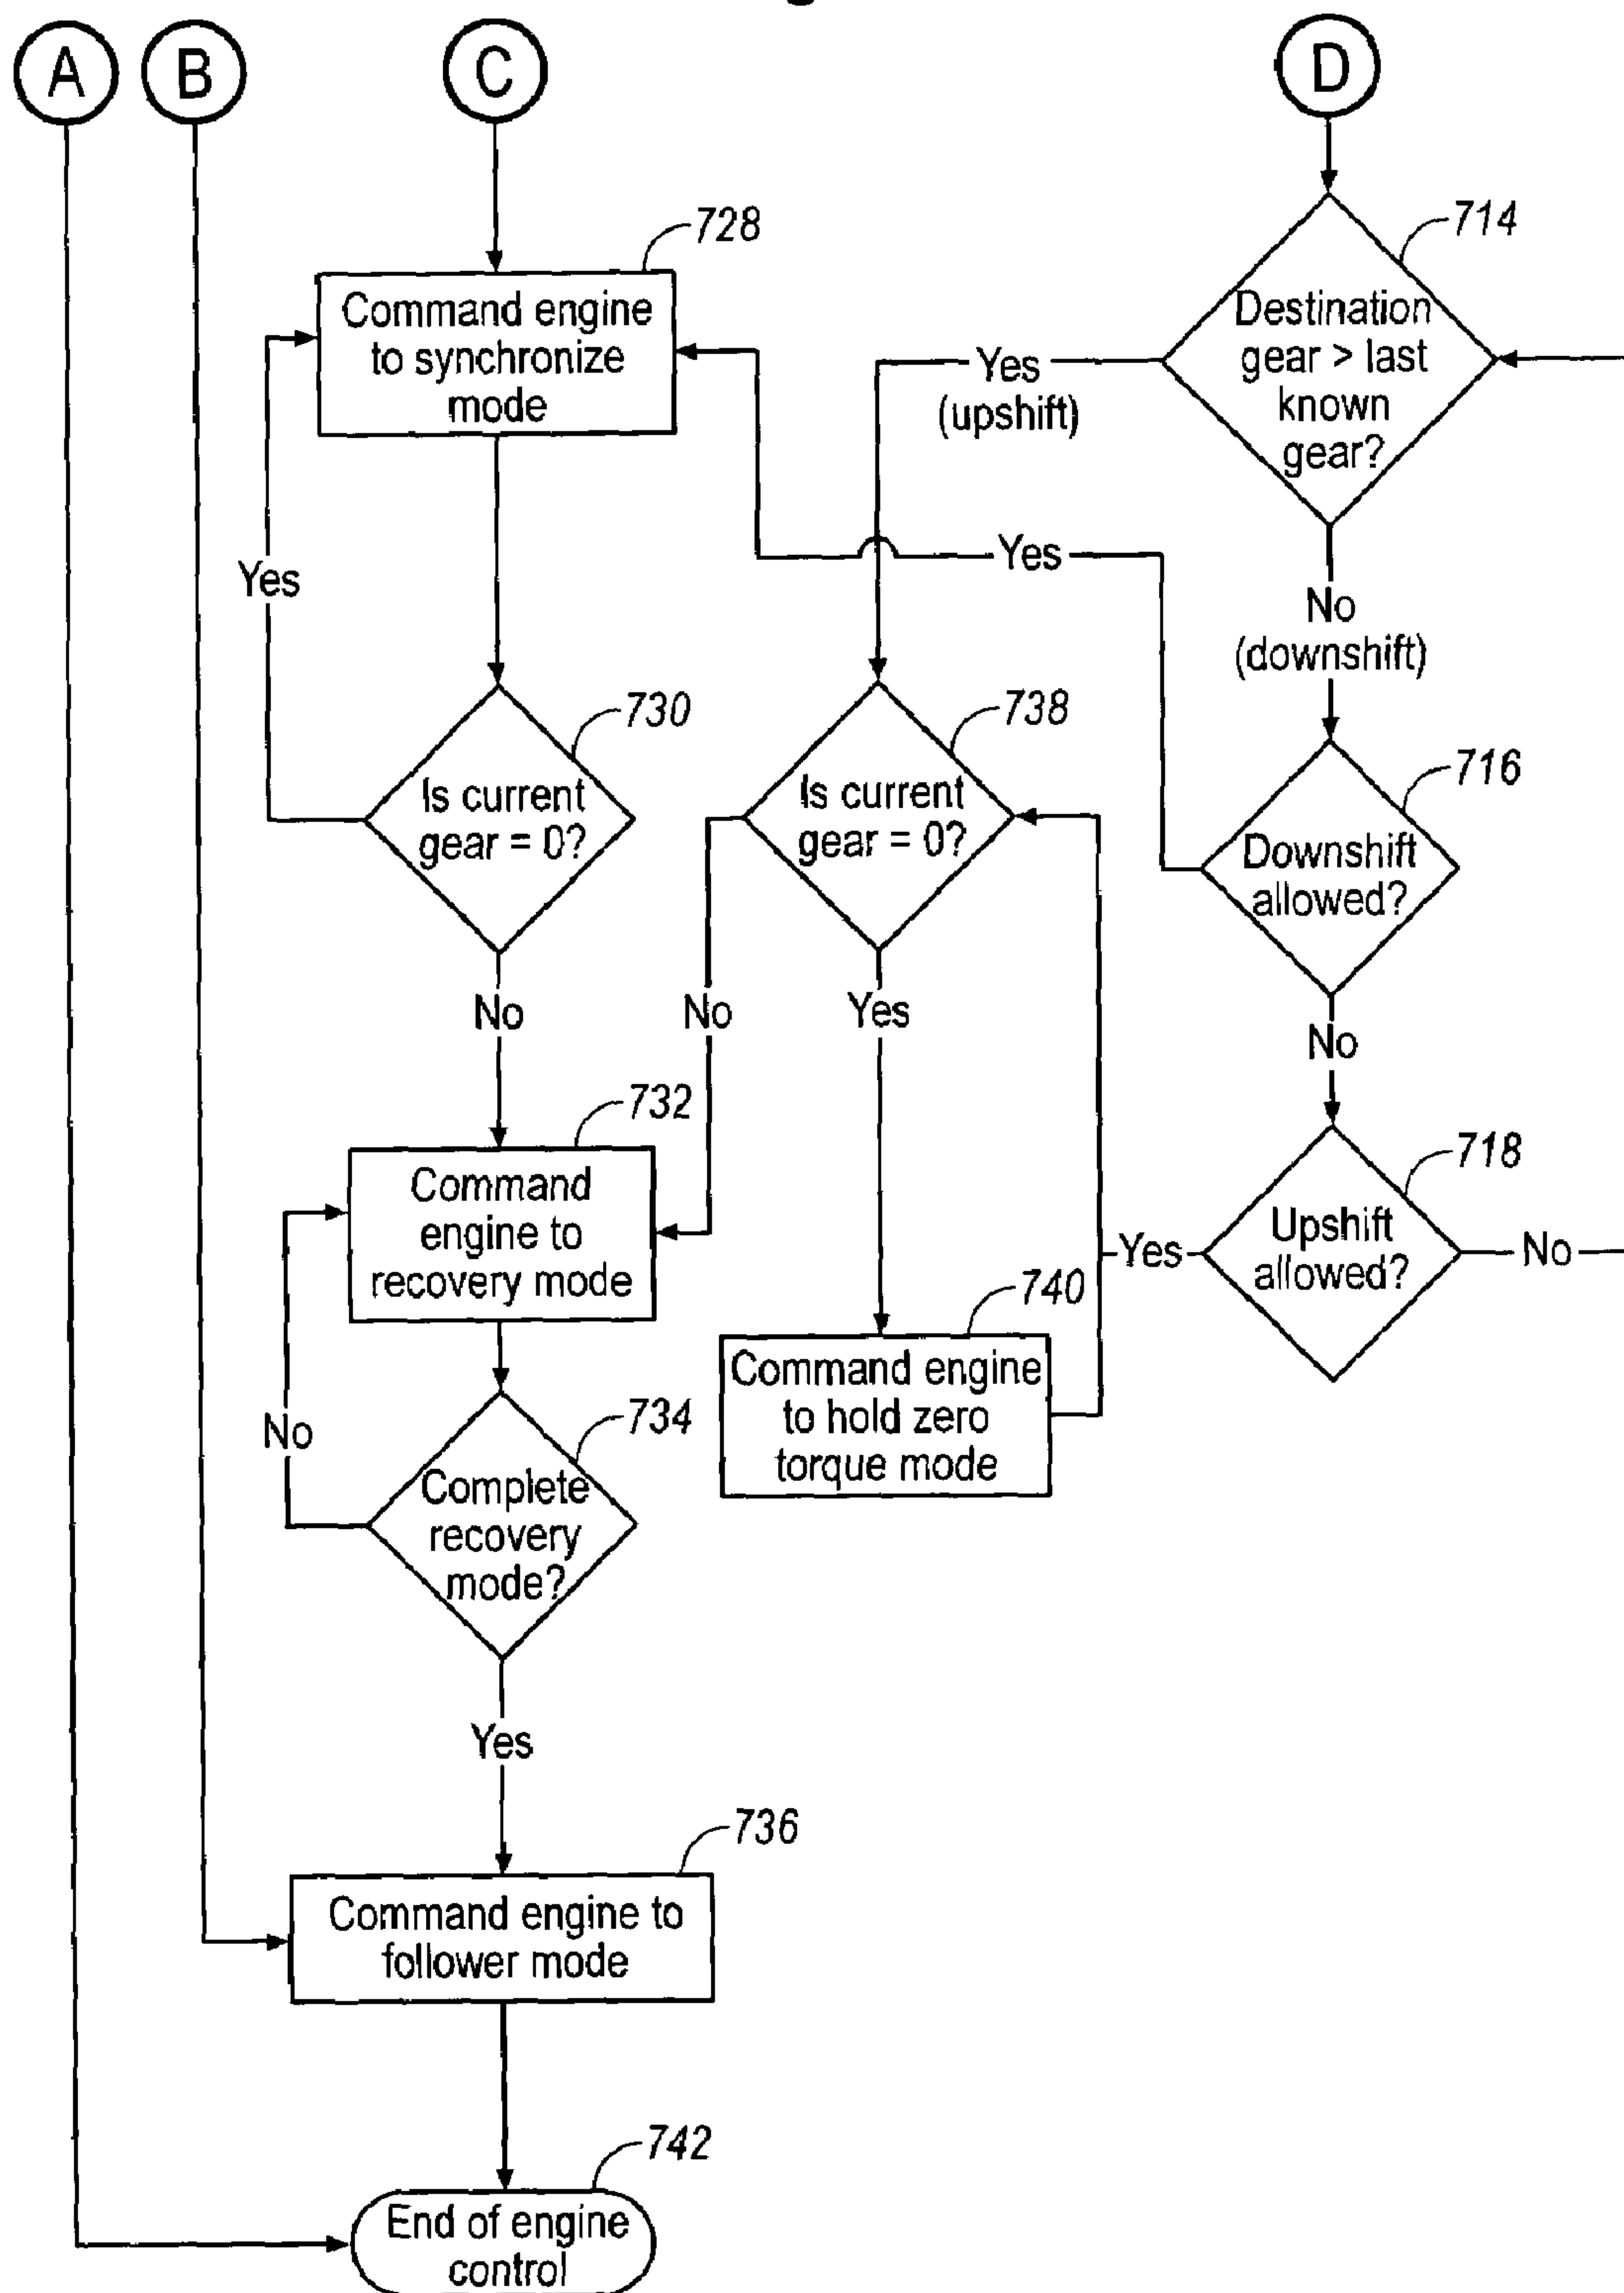 A
B
C
D
728
714
Command engine
to synchronize
mode
Destination
gear > last
known
gear?
Yes
(upshift)
Yes
Yes
No
(downshift)
730
738
716
Is current
gear = 0?
Is current
gear = 0?
Downshift
allowed?
No
No
Yes
No
732
718
Command
engine to
recovery mode
Upshift
allowed?
Yes
No
740
Command engine
to hold zero
torque mode
734
No
Complete
recovery
mode?
Yes
736
Command engine to
follower mode
742
End of engine
control